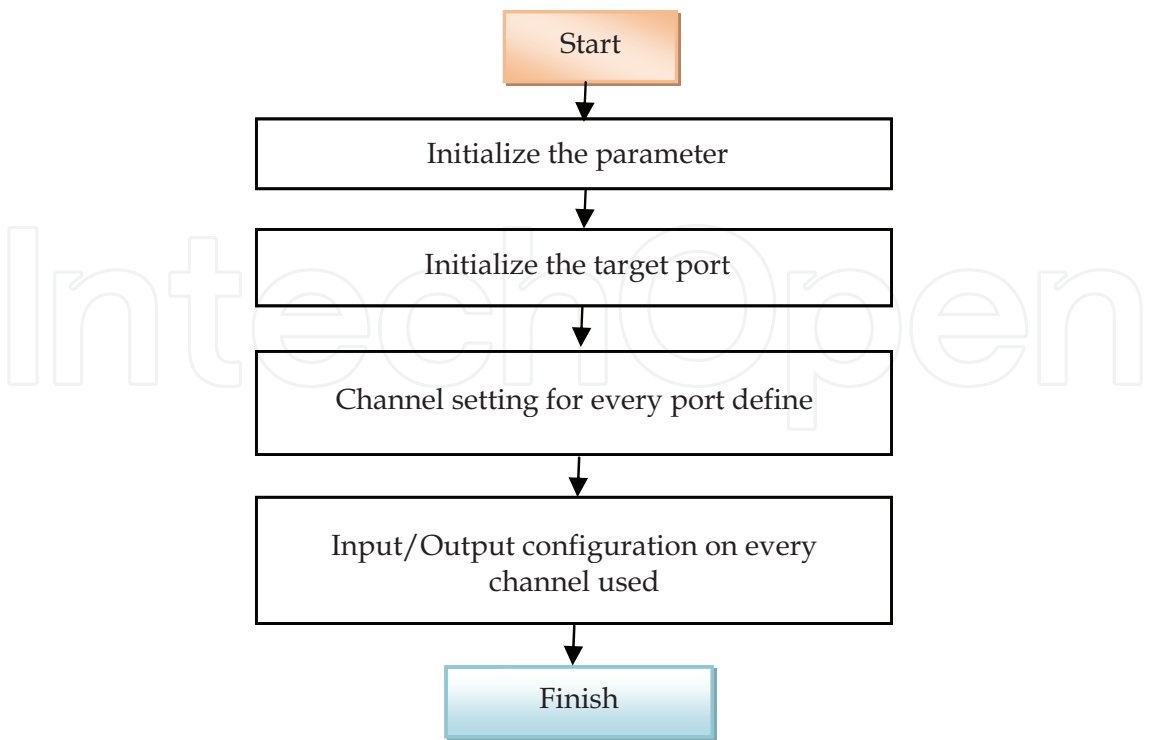 Start
Initialize the parameter
Initialize the target port
IntechOpen
Channel setting for every port define
Input/Output configuration on every
channel used
Finish